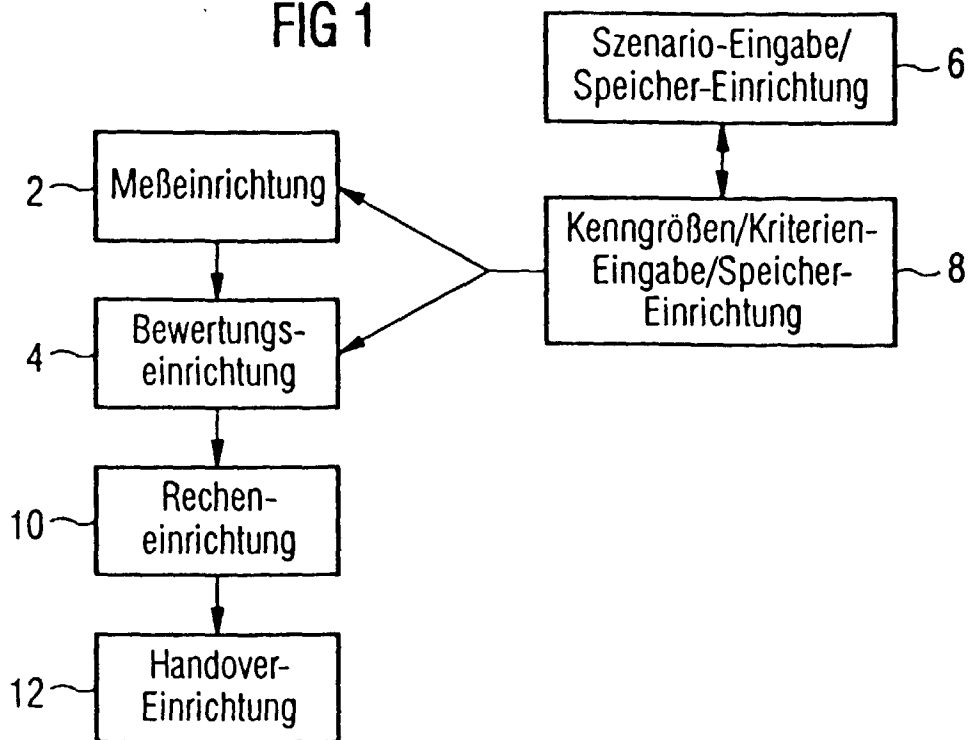 FIG 1
Szenario-Eingabe/
Speicher-Einrichtung
6
2
Meßeinrichtung
Kenngrößen/Kriterien-
Eingabe/Speicher-
Einrichtung
8
4
Bewertungs-
einrichtung
10
Rechen-
einrichtung
12
Handover-
Einrichtung